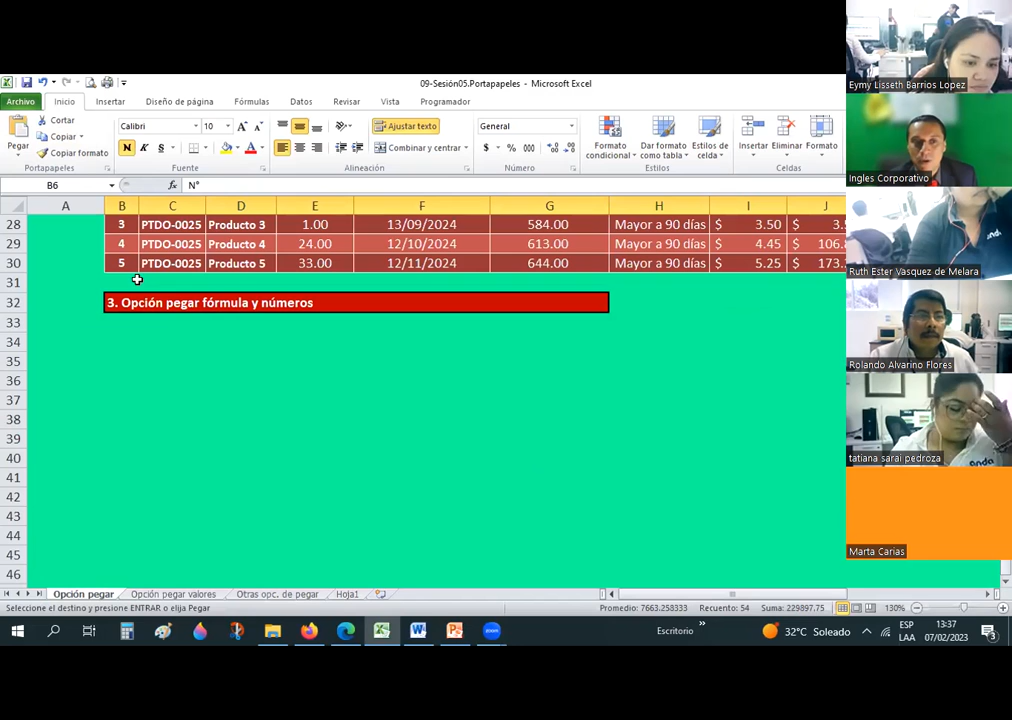 09-Sesión05.Portapapeles - Microsoft Excel
Archivo Inicio Insertar Diseño de página Fórmulas Datos Revisar Vista Programador
Pegar
Cortar
Copiar
Copiar formato
Portapapeles
Calibri 10
N K S
Fuente
Ajustar texto
Combinar y centrar
Alineación
General
$ % 000
Número
Formato condicional
Dar formato como tabla
Estilos de celda
Estilos
Insertar Eliminar Formato
Celdas
B6 fx N°
A B C D E F G H I J
28 3 PTDO-0025 Producto 3 1.00 13/09/2024 584.00 Mayor a 90 días $ 3.50 $
29 4 PTDO-0025 Producto 4 24.00 12/10/2024 613.00 Mayor a 90 días $ 4.45 $ 106.
30 5 PTDO-0025 Producto 5 33.00 12/11/2024 644.00 Mayor a 90 días $ 5.25 $ 173.
31
32 3. Opción pegar fórmula y números
33
34
35
36
37
38
39
40
41
42
43
44
45
46
Opción pegar Opción pegar valores Otras opc. de pegar Hoja1
Seleccione el destino y presione ENTRAR o elija Pegar Promedio: 7663.258333 Recuento: 54 Suma: 229897.75 130%
Escritorio 32°C Soleado ESP LAA 13:37 07/02/2023 3
Eymy Lisseth Barrios Lopez
Ingles Corporativo
Ruth Ester Vasquez de Melara
Rolando Alvarino Flores
anda
tatiana sarai pedroza
Marta Carias